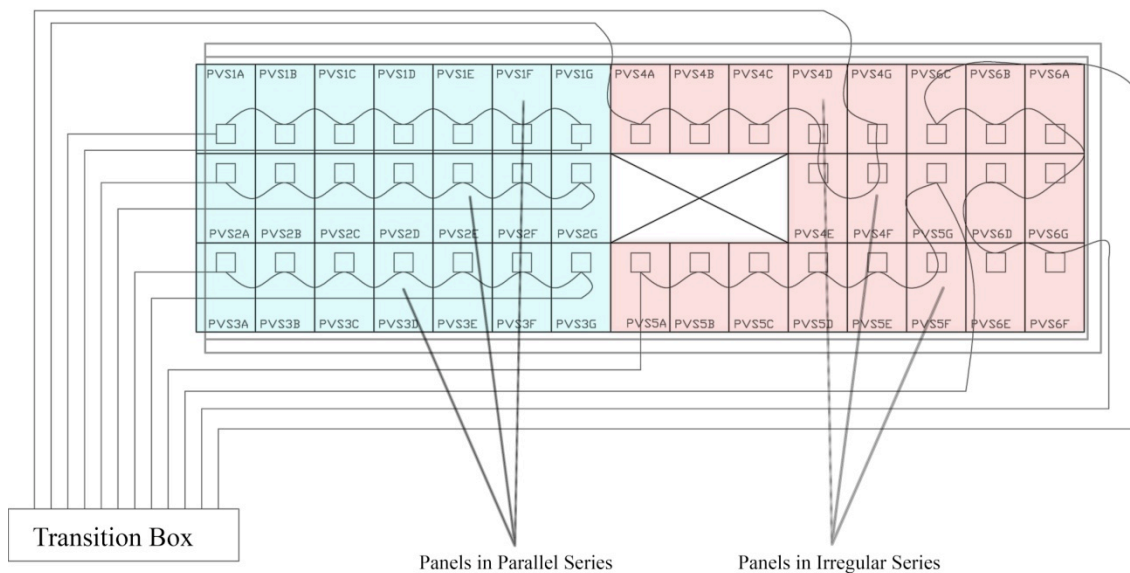 PVS1A PVS1B PVS1C PVS1D PVS1E PVS1F PVS1G PVS4A PVS4B PVS4C PVS4D PVS4G PVS6C PVS6B PVS6A
PVS2A PVS2B PVS2C PVS2D PVS2E PVS2F PVS2G PVS4E PVS4F PVS5G PVS6D PVS6G
PVS3A PVS3B PVS3C PVS3D PVS3E PVS3F PVS3G PVS5A PVS5B PVS5C PVS5D PVS5E PVS5F PVS6E PVS6F
Transition Box
Panels in Parallel Series
Panels in Irregular Series